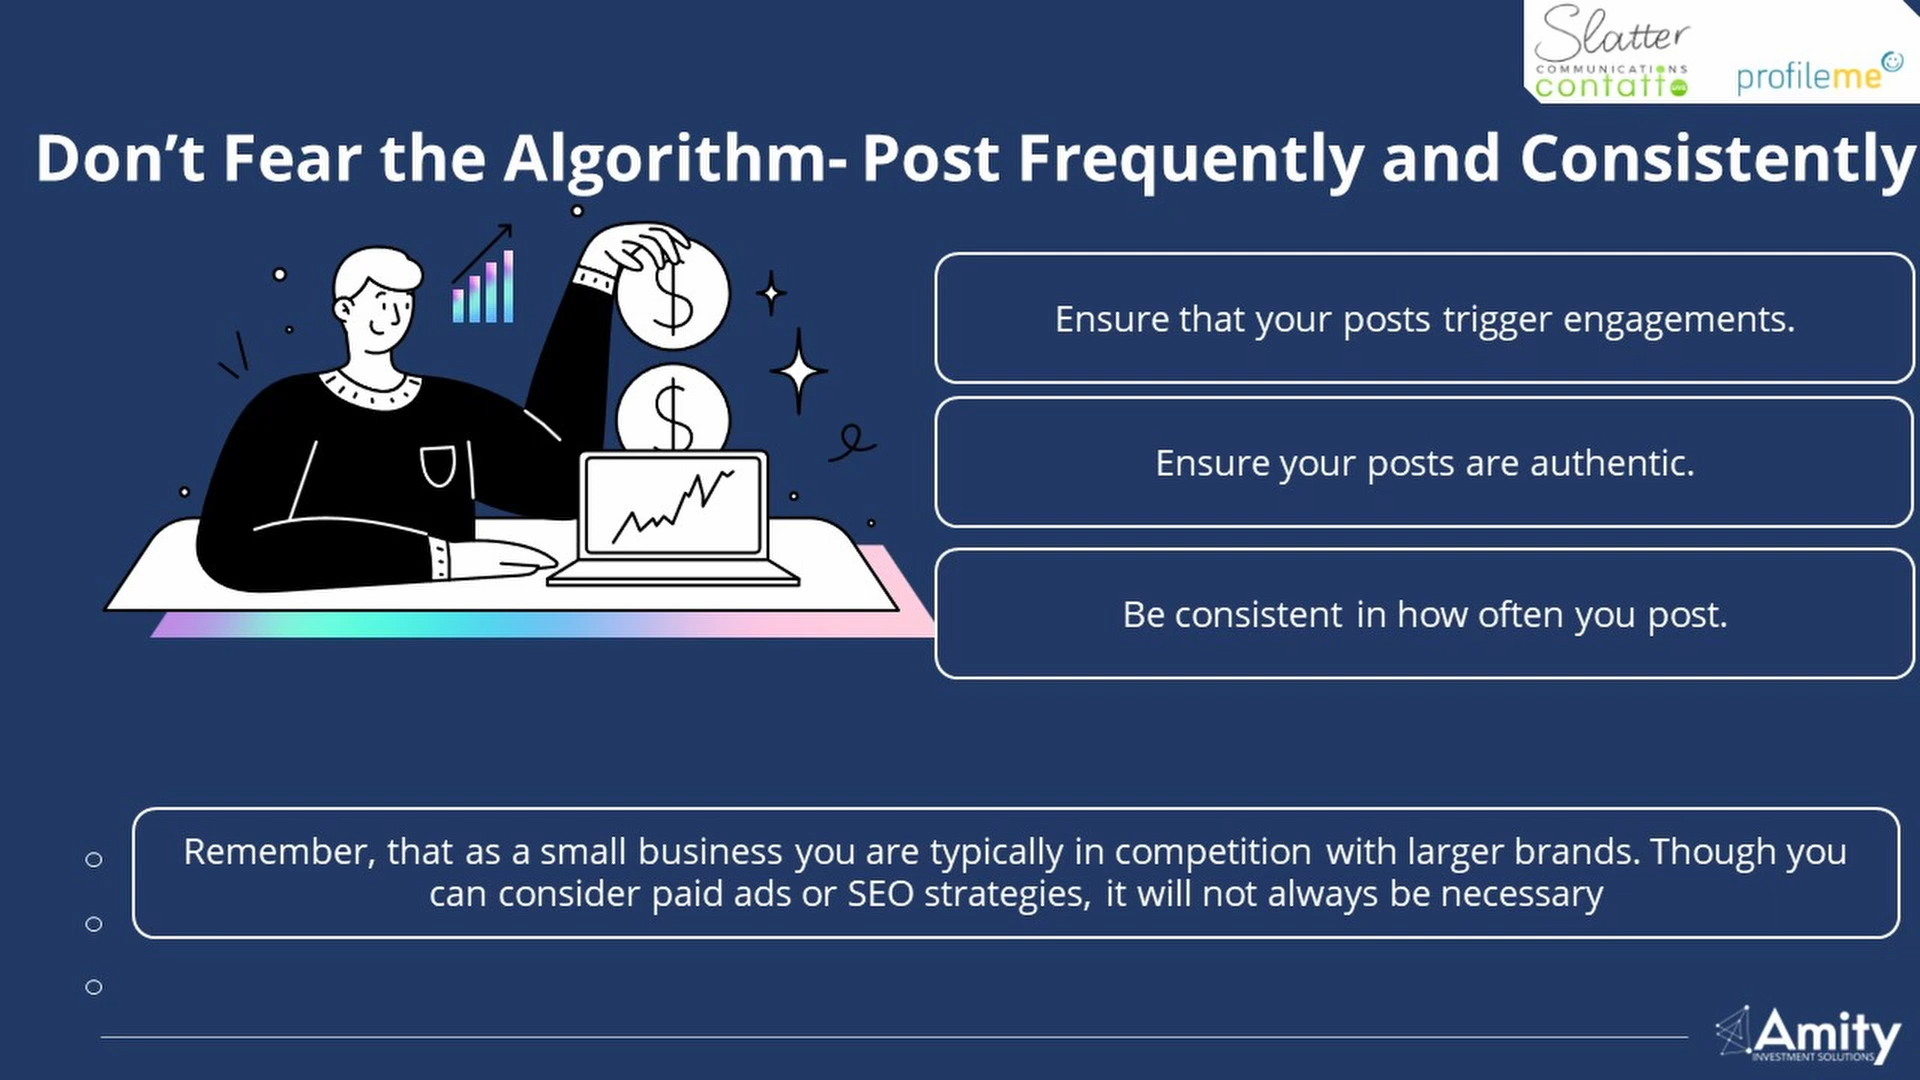 Slatter
COMMUNICATIONS
contatto
profileme
Don’t Fear the Algorithm- Post Frequently and Consistently
$
$
Ensure that your posts trigger engagements.
Ensure your posts are authentic.
Be consistent in how often you post.
Remember, that as a small business you are typically in competition with larger brands. Though you
can consider paid ads or SEO strategies, it will not always be necessary
Amity
INVESTMENT SOLUTIONS